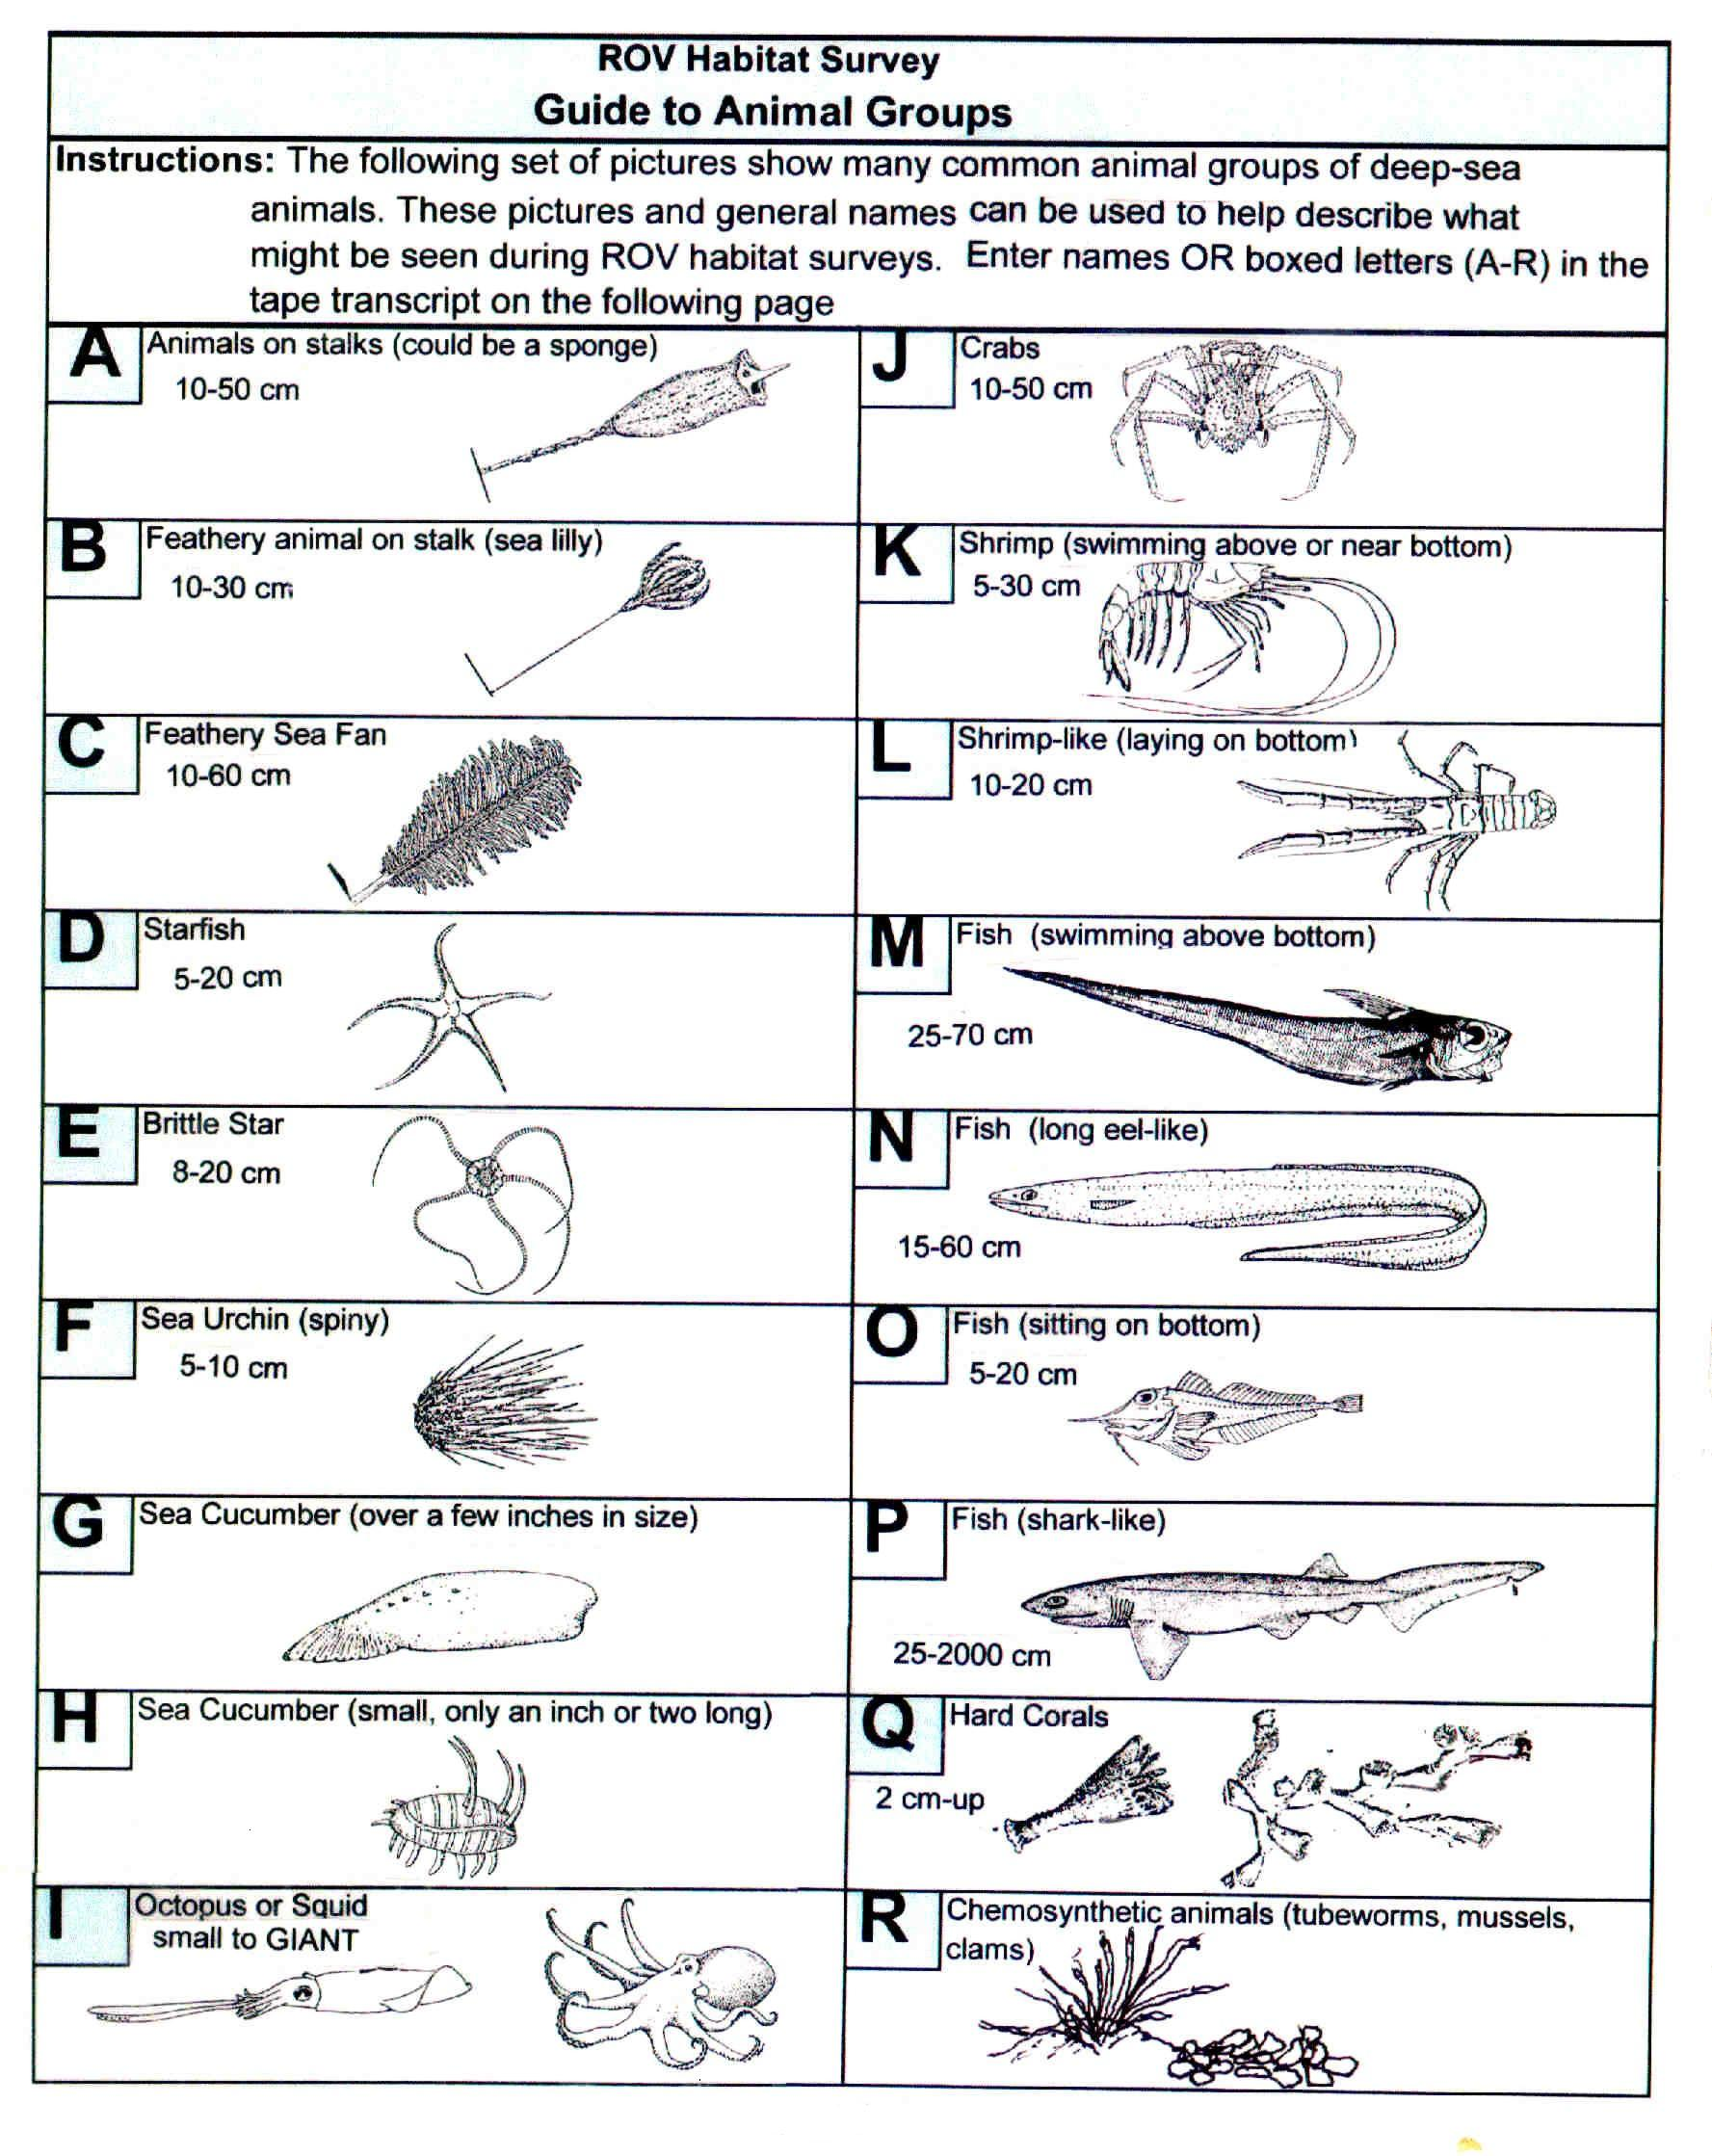 ROV Habitat Survey
Guide to Animal Groups
Instructions: The following set of pictures show many common animal groups of deep-sea
animals. These pictures and general names can be used to help describe what
might be seen during ROV habitat surveys. Enter names OR boxed letters (A-R) in the
tape transcript on the following page
A
Animals on stalks (could be a sponge)
10-50 cm
B
Feathery animal on stalk (sea lilly)
10-30 cm
C
Feathery Sea Fan
10-60 cm
D
Starfish
5-20 cm
E
Brittle Star
8-20 cm
F
Sea Urchin (spiny)
5-10 cm
G
Sea Cucumber (over a few inches in size)
H
Sea Cucumber (small, only an inch or two long)
I
Octopus or Squid
small to GIANT
J
Crabs
10-50 cm
K
Shrimp (swimming above or near bottom)
5-30 cm
L
Shrimp-like (laying on bottom)
10-20 cm
M
Fish (swimming above bottom)
25-70 cm
N
Fish (long eel-like)
15-60 cm
O
Fish (sitting on bottom)
5-20 cm
P
Fish (shark-like)
25-2000 cm
Q
Hard Corals
2 cm-up
R
Chemosynthetic animals (tubeworms, mussels,
clams)